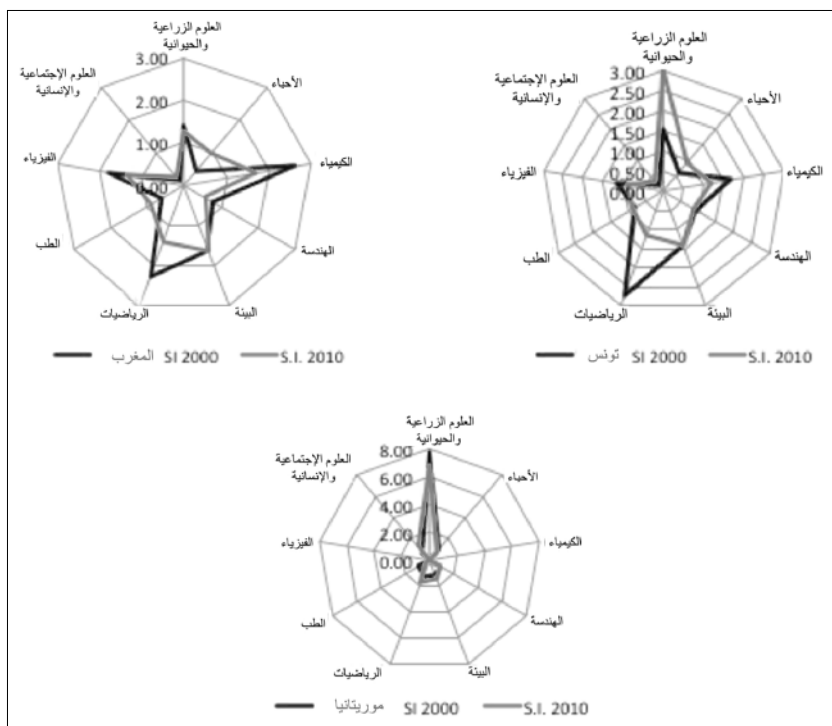 العلوم الزراعية
والحيوانية
3.00
العلوم الإجتماعية
والإنسانية
الأحياء
2.00
1.00
الفيزياء
الكيمياء
0.00
الطب
الهندسة
الرياضيات
البيئة
المغرب SI 2000
S.I. 2010
العلوم الزراعية
والحيوانية
3.00
العلوم الإجتماعية
والإنسانية
الأحياء
2.50
2.00
1.50
1.00
الفيزياء
الكيمياء
0.50
0.00
الطب
الهندسة
الرياضيات
البيئة
تونس SI 2000
S.I. 2010
العلوم الزراعية
والحيوانية
8.00
العلوم الإجتماعية
والإنسانية
الأحياء
6.00
4.00
الفيزياء
الكيمياء
2.00
0.00
الطب
الهندسة
الرياضيات
البيئة
موريتانيا SI 2000
S.I. 2010